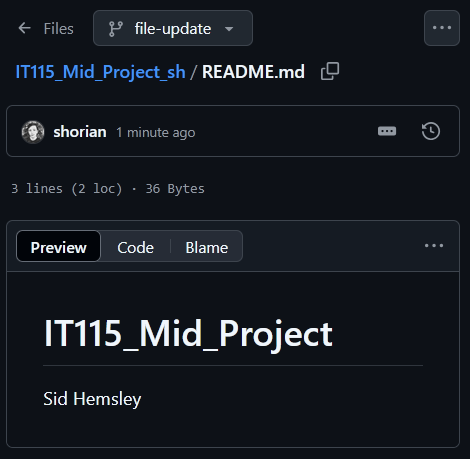 Files file-update
IT115_Mid_Project_sh / README.md
shorian 1 minute ago
3 lines (2 loc) · 36 Bytes
Preview Code Blame
IT115_Mid_Project
Sid Hemsley